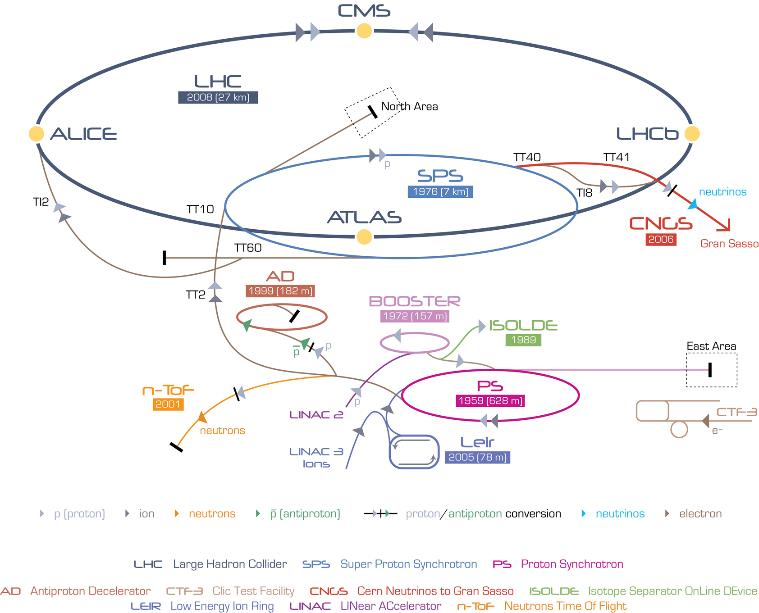 CMS
LHC
2008 (27 km)
North Area
ALICE
LHCb
TT40
TT41
p
SPS
1976 (7 km)
TI8
neutrinos
TI2
TT10
ATLAS
CNGS
2006
Gran Sasso
TT60
AD
1999 (182 m)
TT2
BOOSTER
1972 (157 m)
ISOLDE
1989
p̄
p
East Area
n-ToF
2001
PS
1959 (628 m)
p
LINAC 2
CTF-3
e-
neutrons
LINAC 3
Ions
Leir
2005 (78 m)
p (proton) ion neutrons p̄ (antiproton) proton/antiproton conversion neutrinos electron
LHC Large Hadron Collider SPS Super Proton Synchrotron PS Proton Synchrotron
AD Antiproton Decelerator CTF-3 Clic Test Facility CNGS Cern Neutrinos to Gran Sasso ISOLDE Isotope Separator OnLine DEvice
LEIR Low Energy Ion Ring LINAC LINear ACcelerator n-ToF Neutrons Time Of Flight